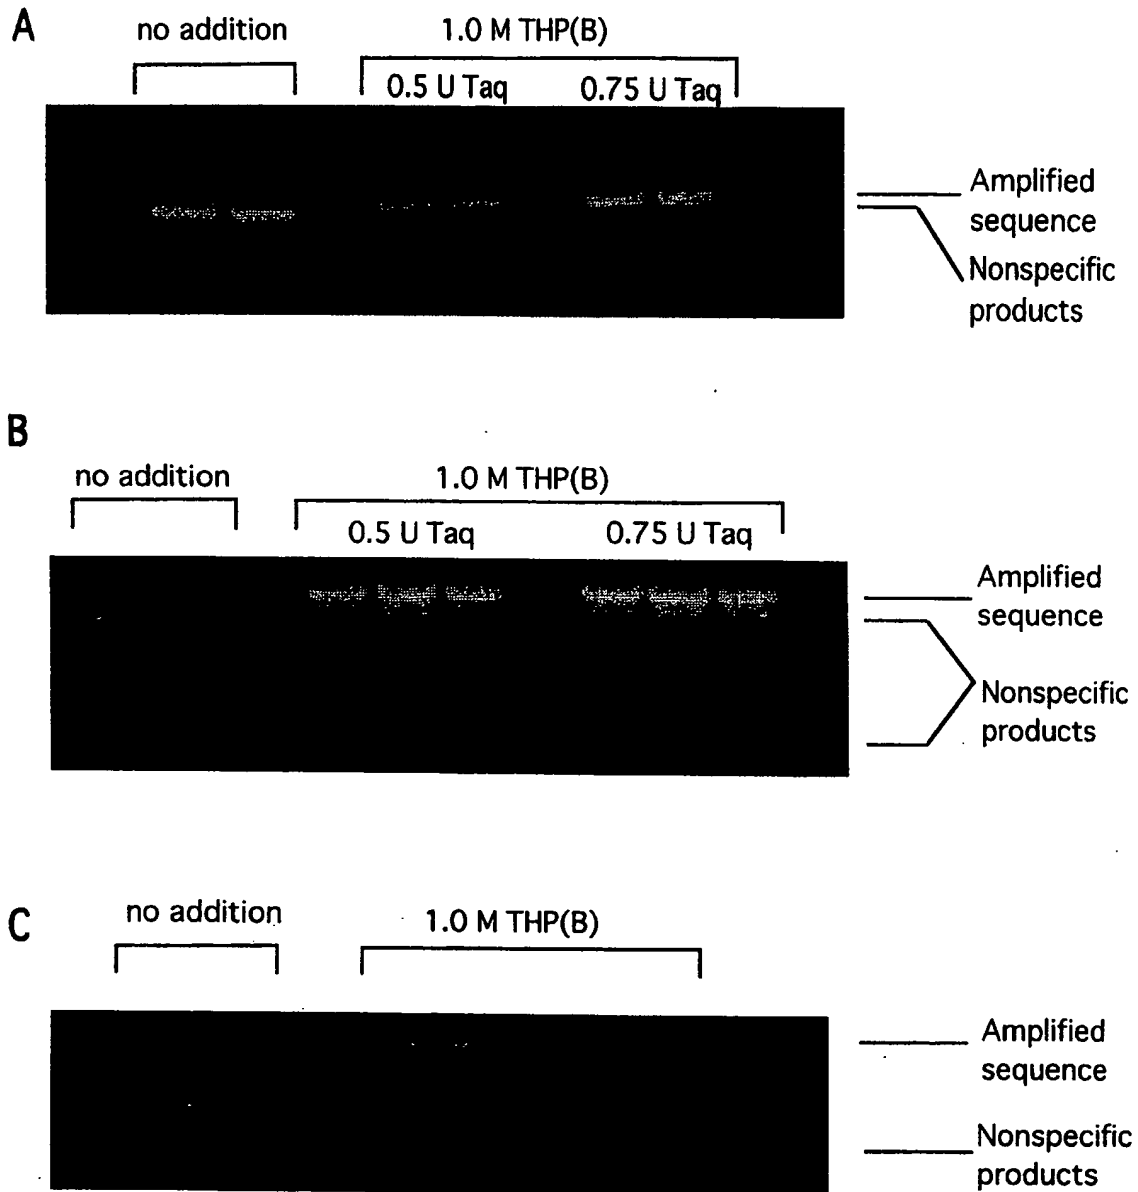 A
no addition
1.0 M THP(B)
0.5 U Taq
0.75 U Taq
Amplified
sequence
Nonspecific
products
B
no addition
1.0 M THP(B)
0.5 U Taq
0.75 U Taq
Amplified
sequence
Nonspecific
products
C
no addition
1.0 M THP(B)
Amplified
sequence
Nonspecific
products